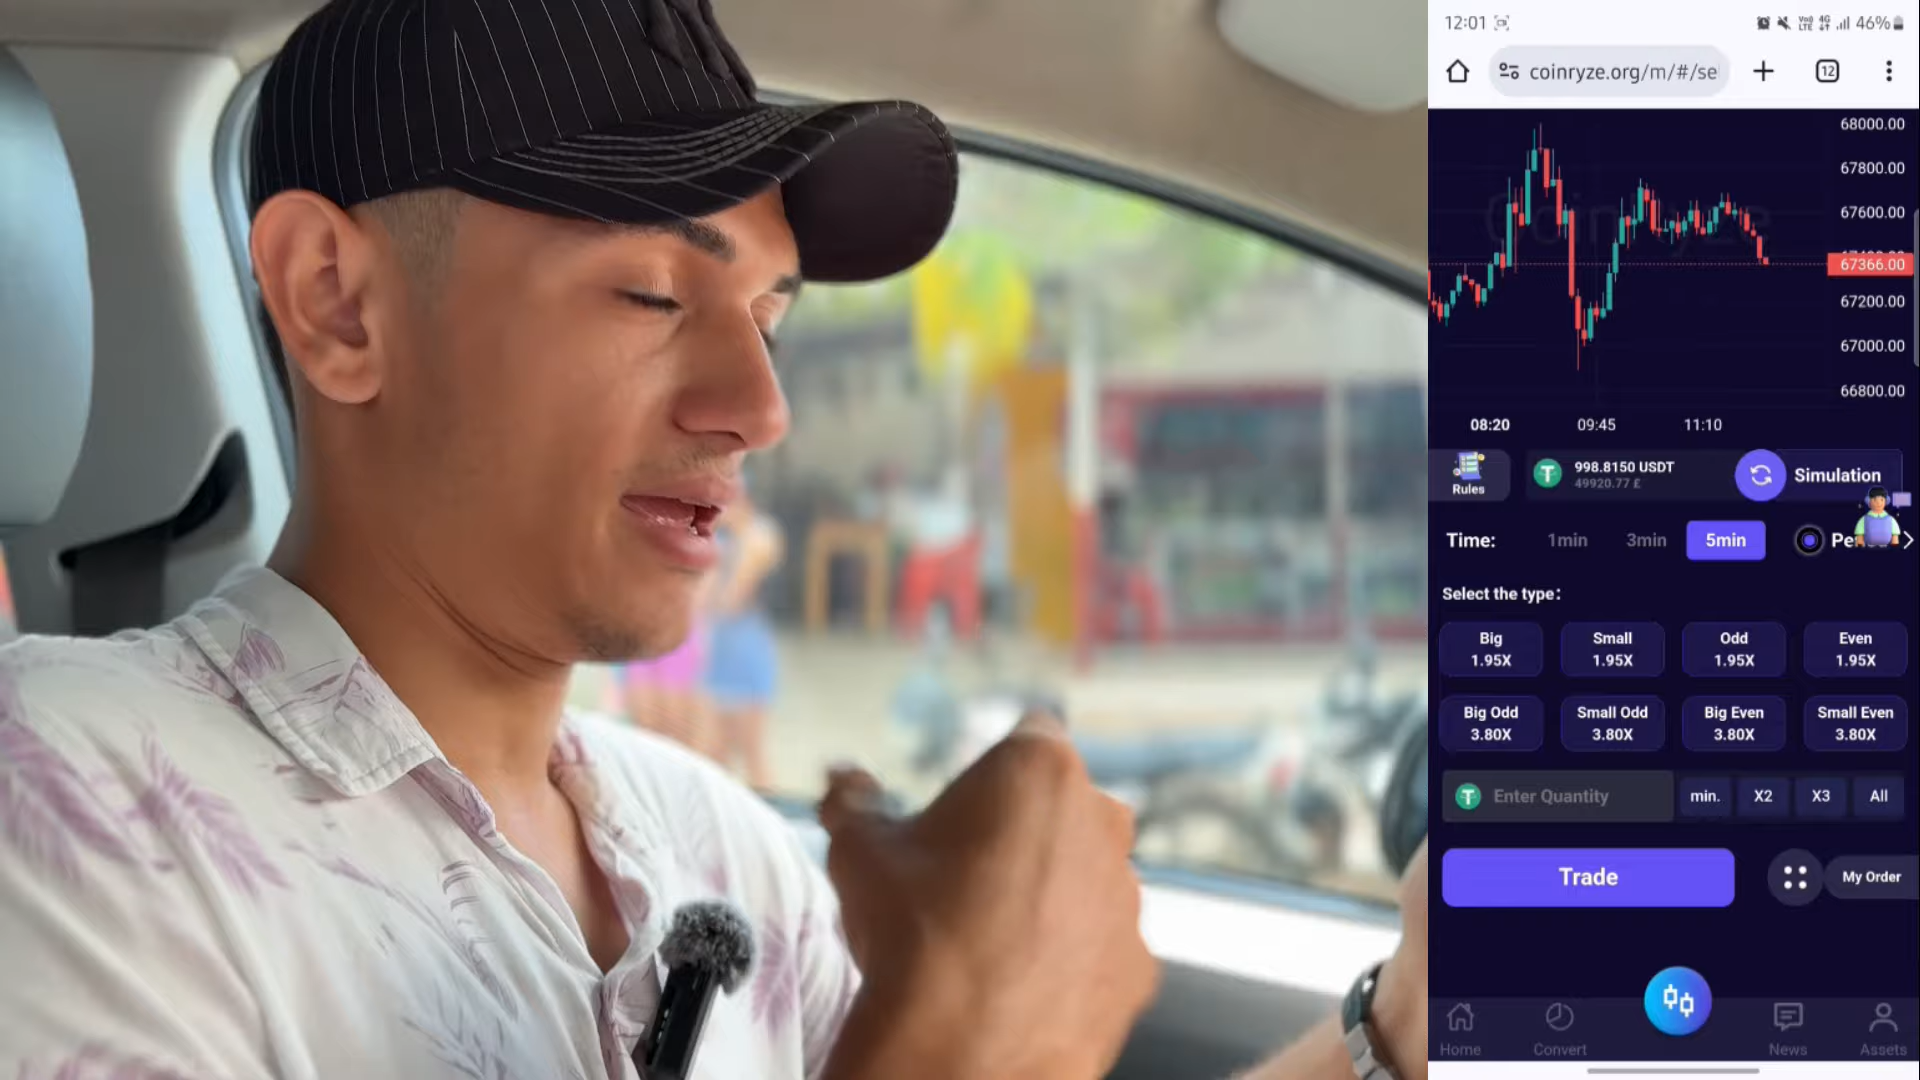 12:01
46%
coinryze.org/m/#/se
12
68000.00
67800.00
67600.00
67366.00
67200.00
67000.00
66800.00
08:20 09:45 11:10
Rules
998.8150 USDT
49920.77 £
Simulation
Time: 1min 3min 5min
Select the type:
Big Small Odd Even
1.95X 1.95X 1.95X 1.95X
Big Odd Small Odd Big Even Small Even
3.80X 3.80X 3.80X 3.80X
Enter Quantity min. X2 X3 All
Trade
My Order
Home Convert News Assets